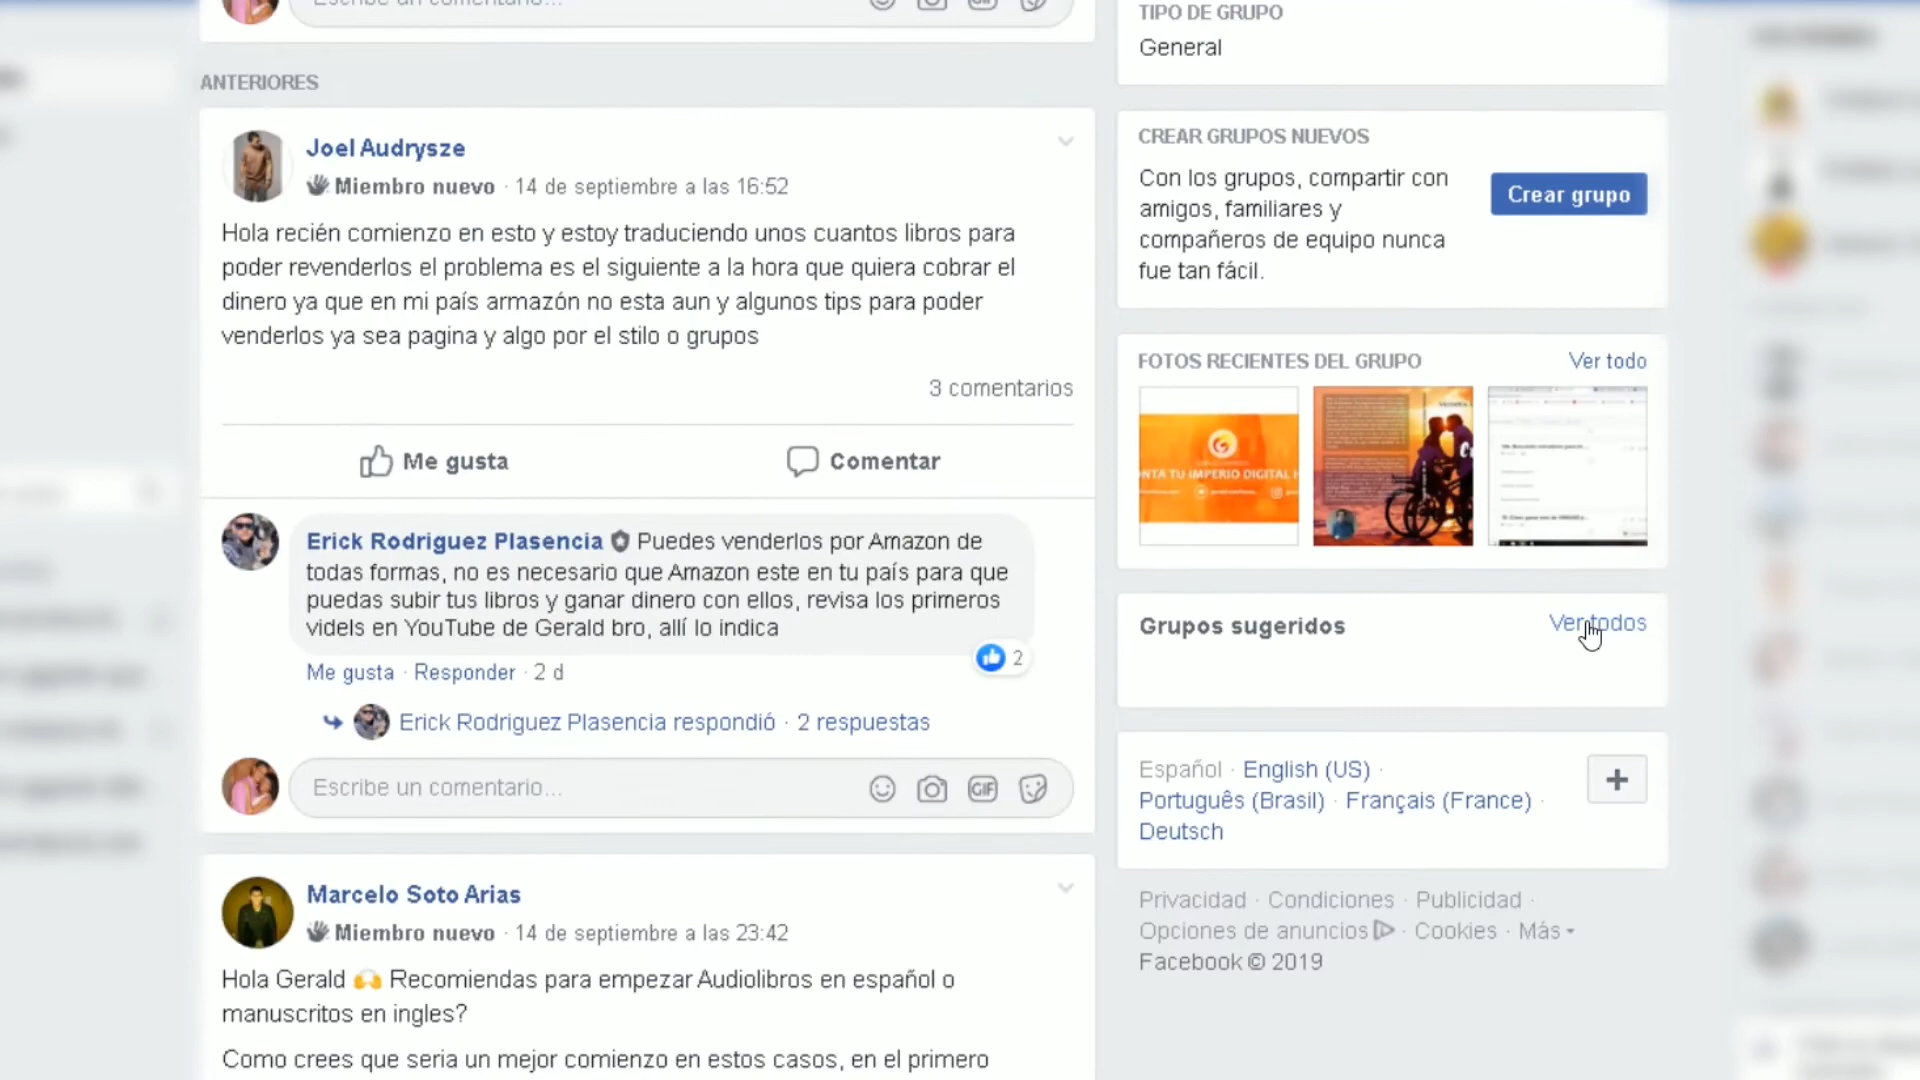 Escribe un comentario...
ANTERIORES
Joel Audrysze
Miembro nuevo · 14 de septiembre a las 16:52
Hola recién comienzo en esto y estoy traduciendo unos cuantos libros para
poder revenderlos el problema es el siguiente a la hora que quiera cobrar el
dinero ya que en mi país armazón no esta aun y algunos tips para poder
venderlos ya sea pagina y algo por el stilo o grupos
3 comentarios
Me gusta
Comentar
Erick Rodriguez Plasencia Puedes venderlos por Amazon de
todas formas, no es necesario que Amazon este en tu país para que
puedas subir tus libros y ganar dinero con ellos, revisa los primeros
videls en YouTube de Gerald bro, allí lo indica
2
Me gusta · Responder · 2 d
Erick Rodriguez Plasencia respondió · 2 respuestas
Escribe un comentario...
GIF
Marcelo Soto Arias
Miembro nuevo · 14 de septiembre a las 23:42
Hola Gerald 🙌 Recomiendas para empezar Audiolibros en español o
manuscritos en ingles?
Como crees que seria un mejor comienzo en estos casos, en el primero
TIPO DE GRUPO
General
CREAR GRUPOS NUEVOS
Con los grupos, compartir con
amigos, familiares y
compañeros de equipo nunca
fue tan fácil.
Crear grupo
FOTOS RECIENTES DEL GRUPO
Ver todo
NTA TU IMPERIO DIGITAL H
Grupos sugeridos
Ver todos
Español · English (US) ·
Português (Brasil) · Français (France) ·
Deutsch
Privacidad · Condiciones · Publicidad ·
Opciones de anuncios · Cookies · Más
Facebook © 2019